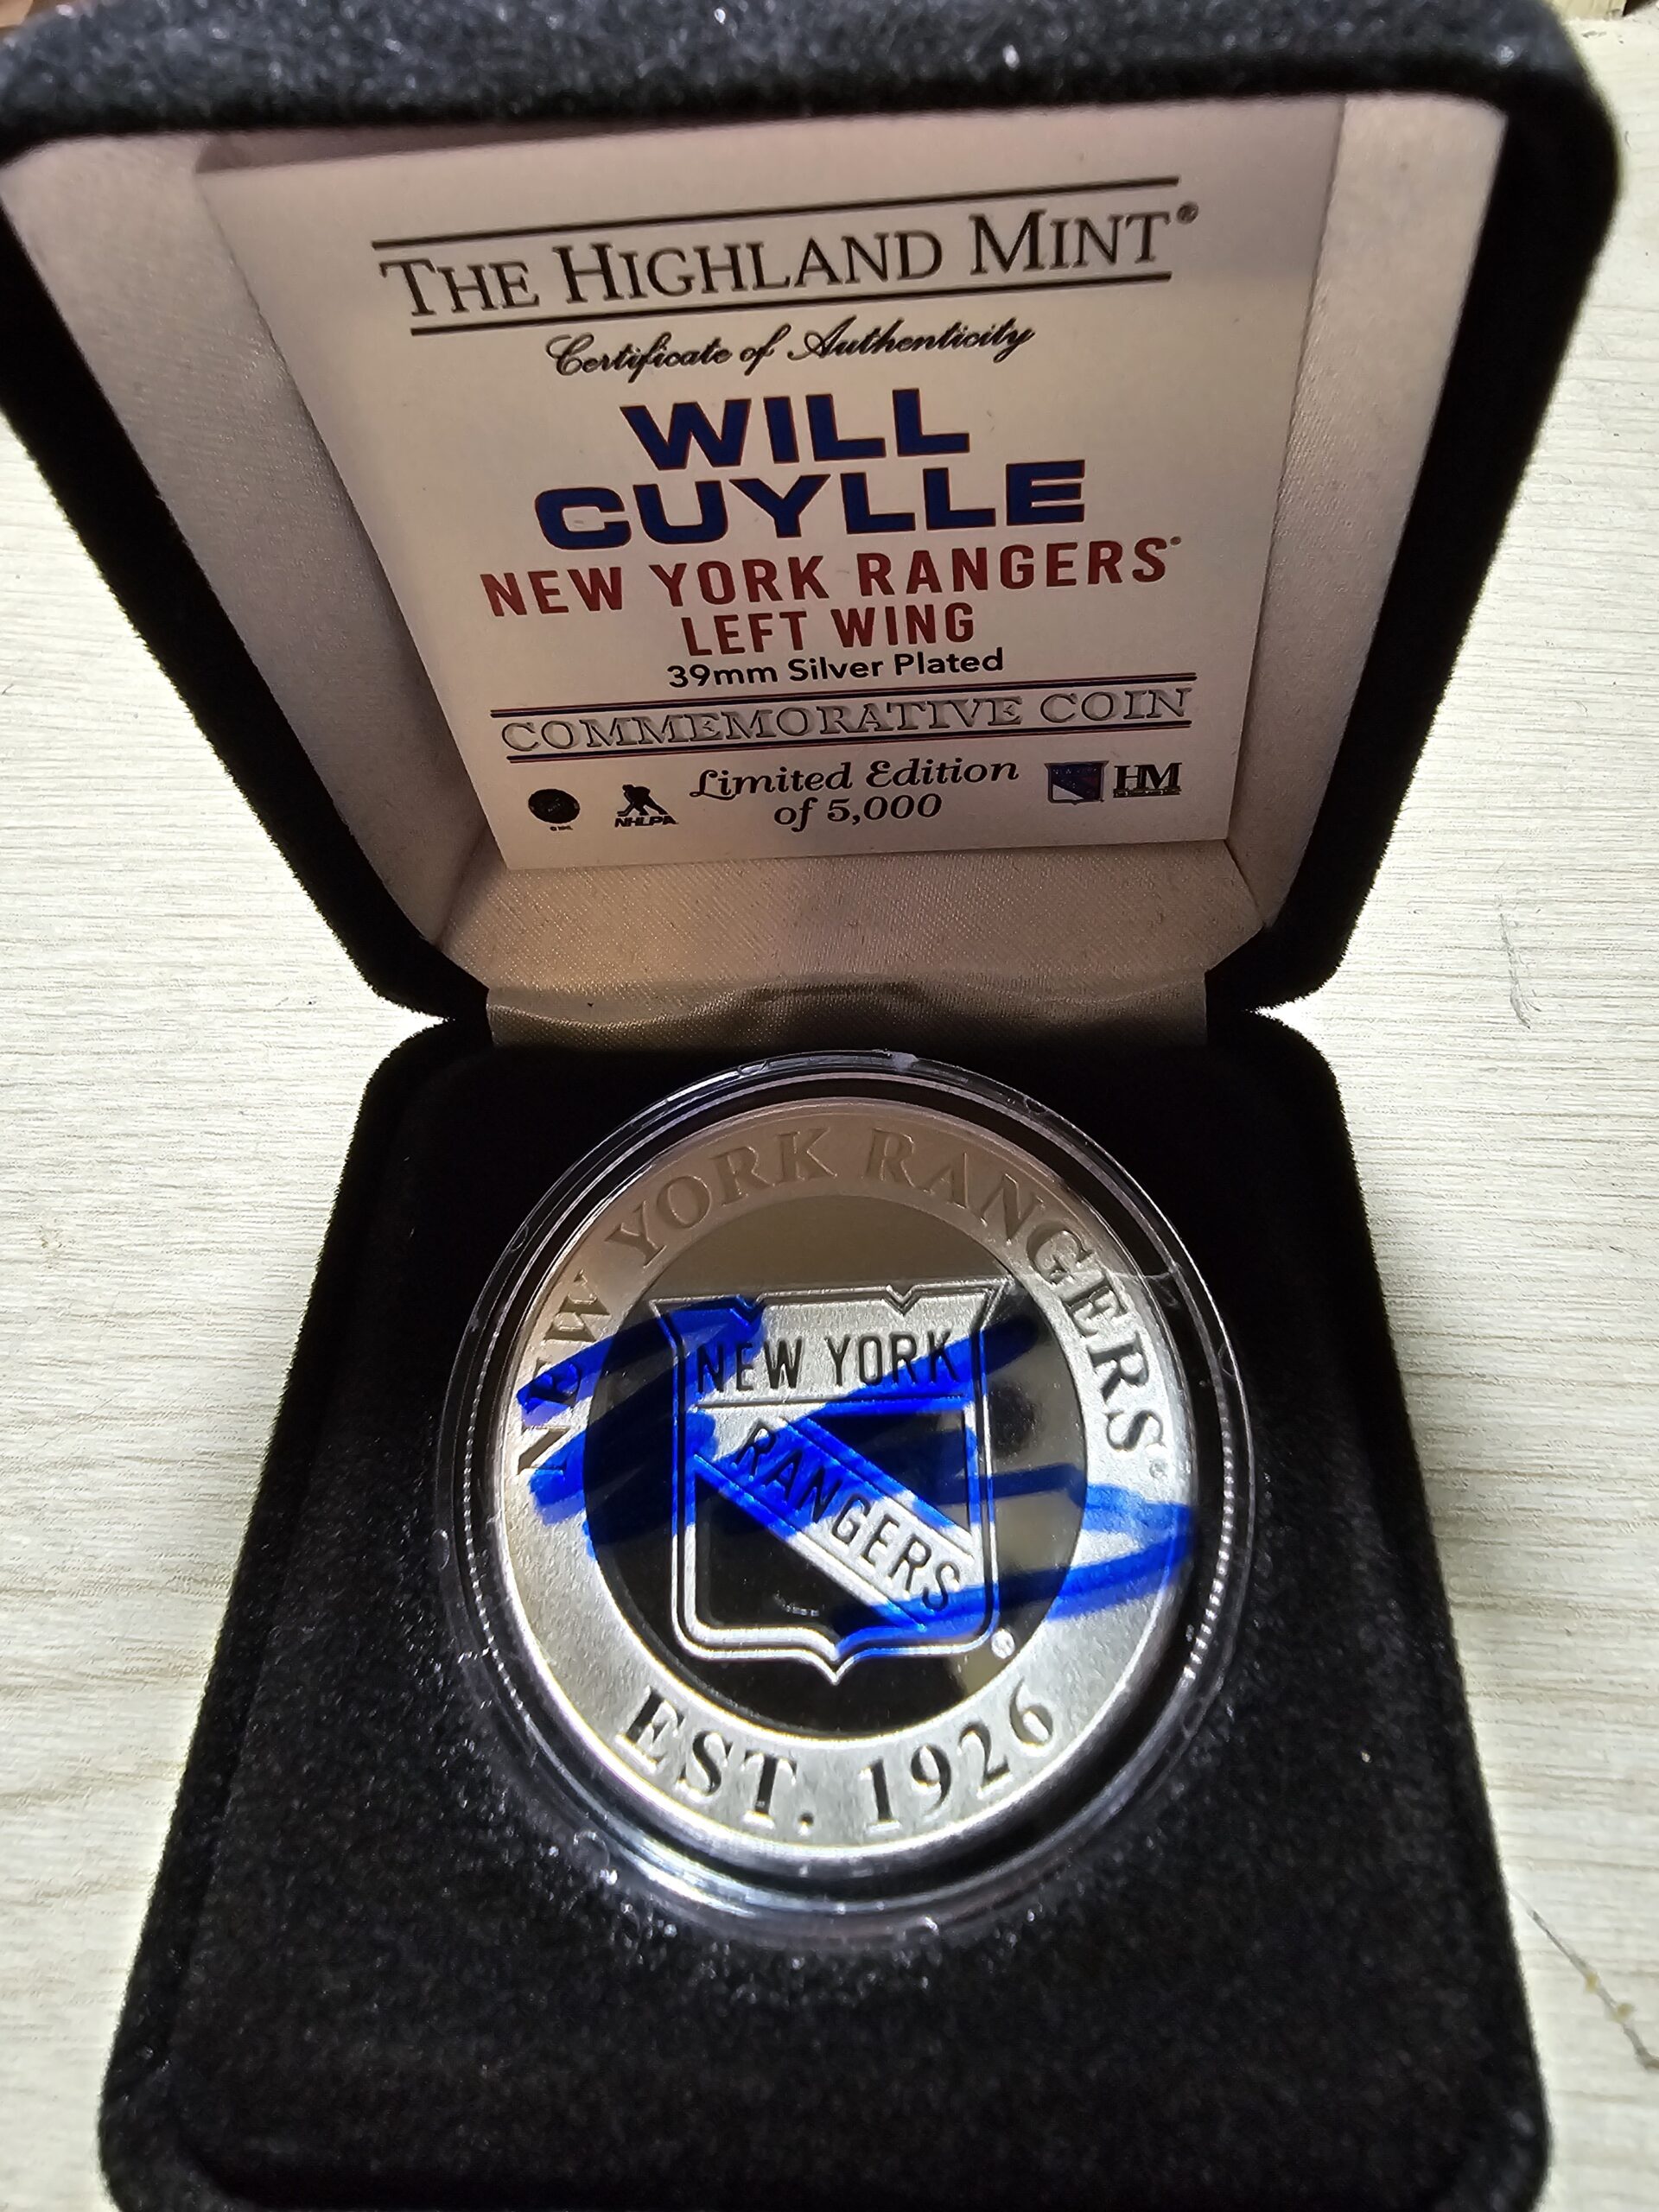 THE HIGHLAND MINT®
Certificate of Authenticity
WILL
CUYLLE
NEW YORK RANGERS®
LEFT WING
39mm Silver Plated
COMMEMORATIVE COIN
NHLPA
Limited Edition
of 5,000
HM
NEW YORK RANGERS®
NEW YORK
RANGERS
EST. 1926